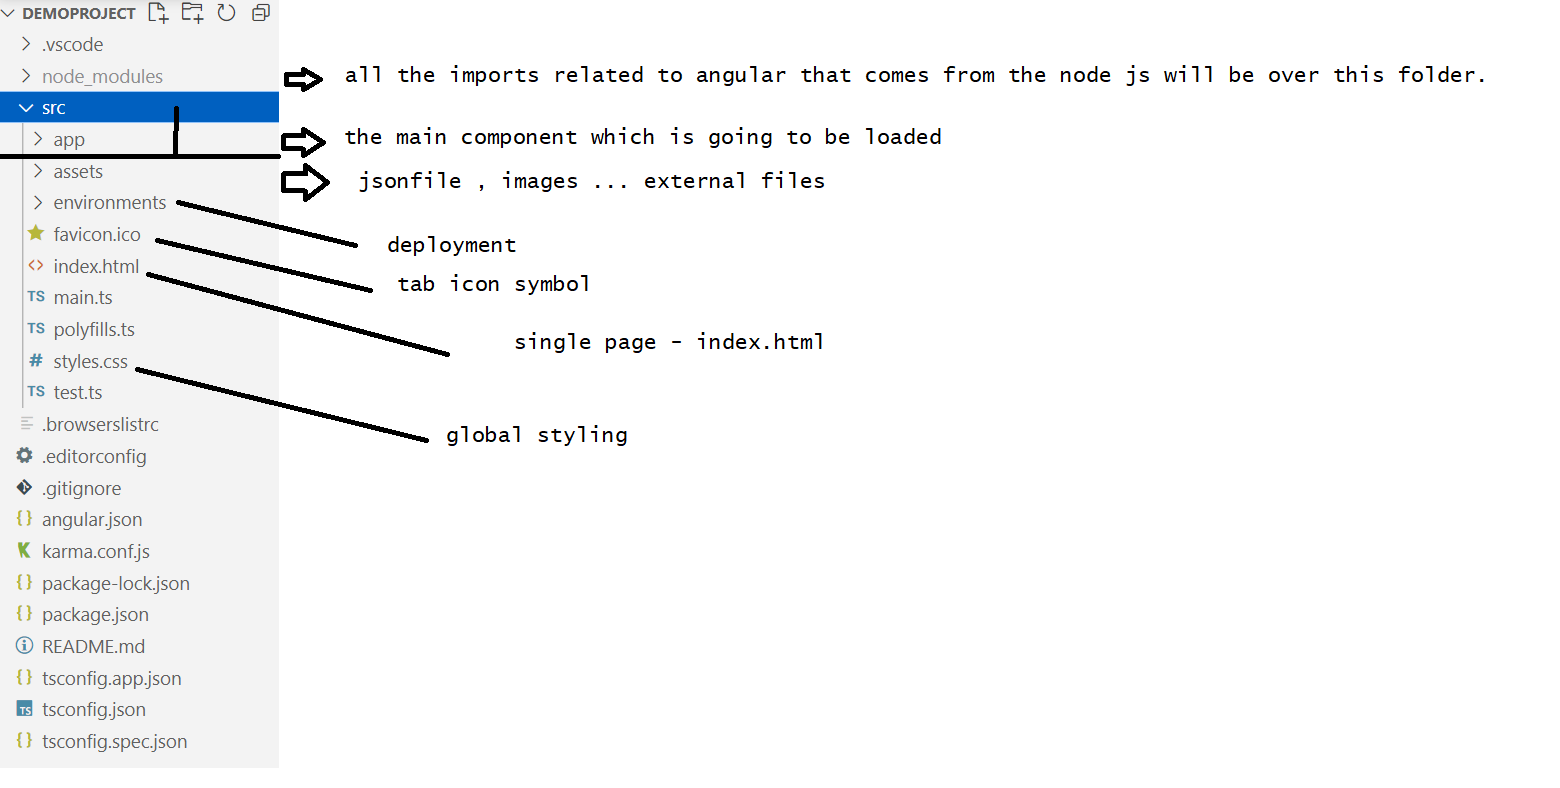 DEMOPROJECT
.vscode
node_modules
all the imports related to angular that comes from the node js will be over this folder.
src
app
the main component which is going to be loaded
assets
jsonfile , images ... external files
environments
deployment
favicon.ico
tab icon symbol
index.html
single page - index.html
TS main.ts
TS polyfills.ts
# styles.css
global styling
TS test.ts
.browserslistrc
.editorconfig
.gitignore
{} angular.json
karma.conf.js
{} package-lock.json
{} package.json
README.md
{} tsconfig.app.json
TS tsconfig.json
{} tsconfig.spec.json